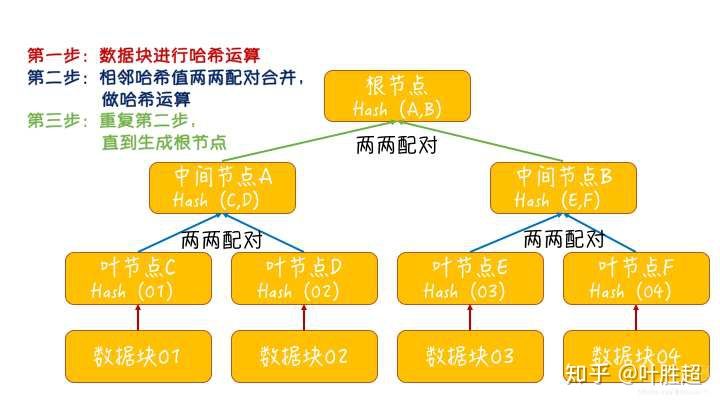 第一步：数据块进行哈希运算
第二步：相邻哈希值两两配对合并，
做哈希运算
第三步：重复第二步，
直到生成根节点
根节点
Hash (A,B)
两两配对
中间节点A
Hash (C,D)
中间节点B
Hash (E,F)
两两配对
两两配对
叶节点C
Hash (01)
叶节点D
Hash (02)
叶节点E
Hash (03)
叶节点F
Hash (04)
数据块01
数据块02
数据块03
数据块04
知乎 @叶胜超